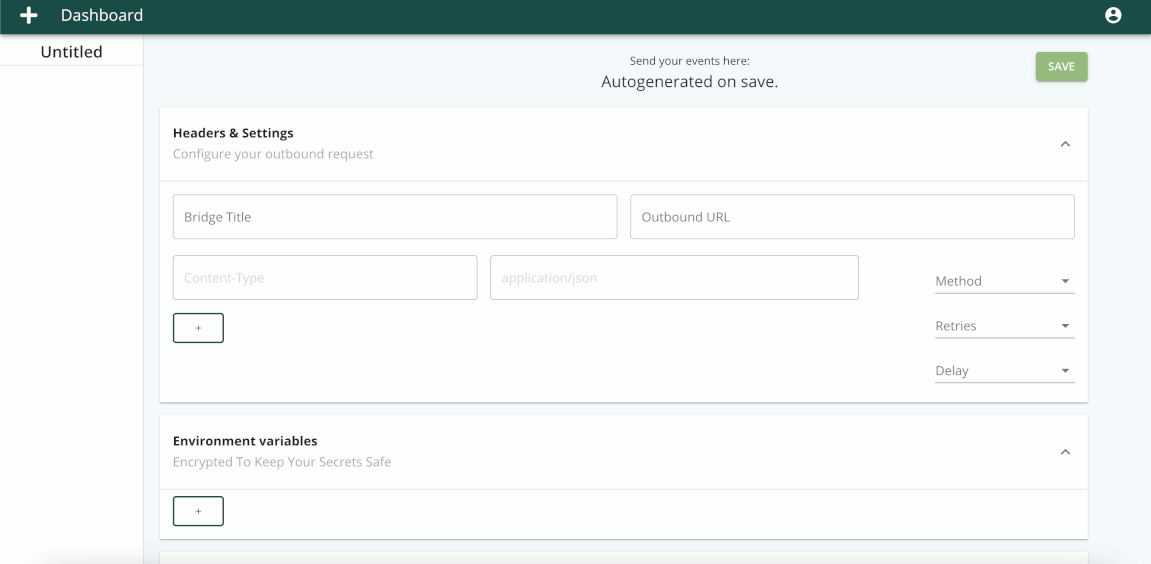 Dashboard
Untitled
Send your events here:
Autogenerated on save.
SAVE
Headers & Settings
Configure your outbound request
Bridge Title
Outbound URL
Content-Type
application/json
Method
+
Retries
Delay
Environment variables
Encrypted To Keep Your Secrets Safe
+